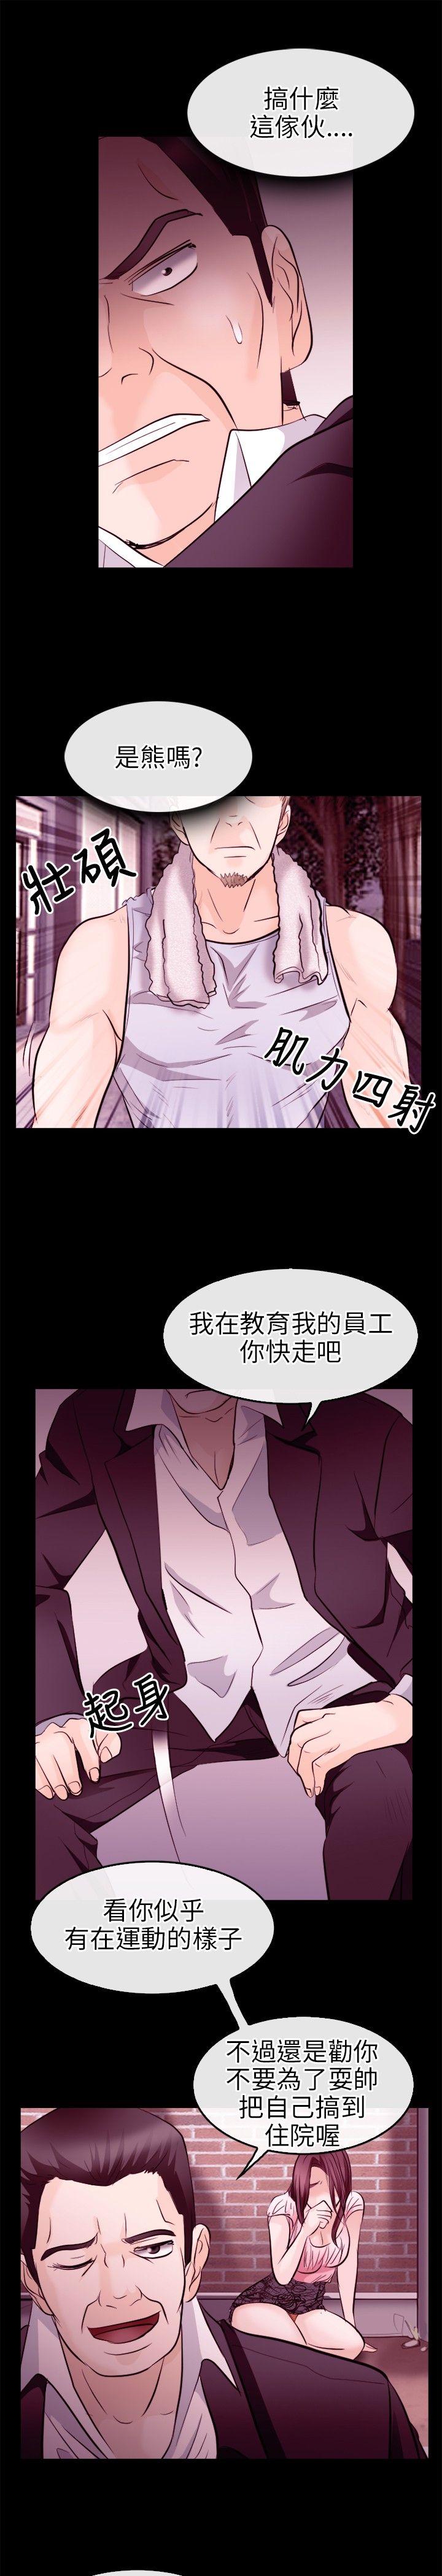 搞什麼
這傢伙....
是熊嗎?
壯碩
肌力四射
我在教育我的員工
你快走吧
起身
看你似乎
有在運動的樣子
不過還是勸你
不要為了耍帥
把自己搞到
住院喔